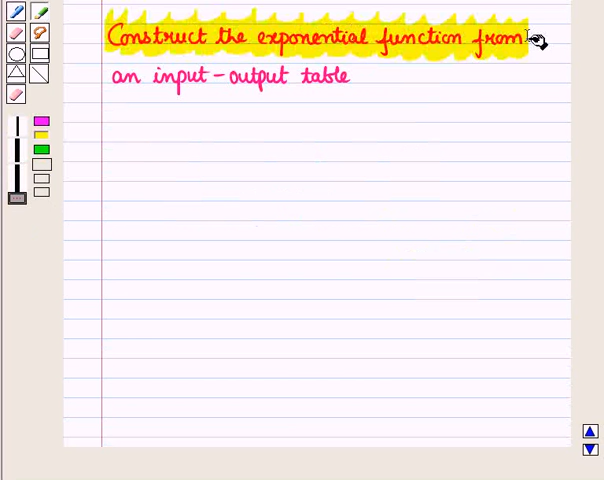 Construct the exponential function from
an input-output table